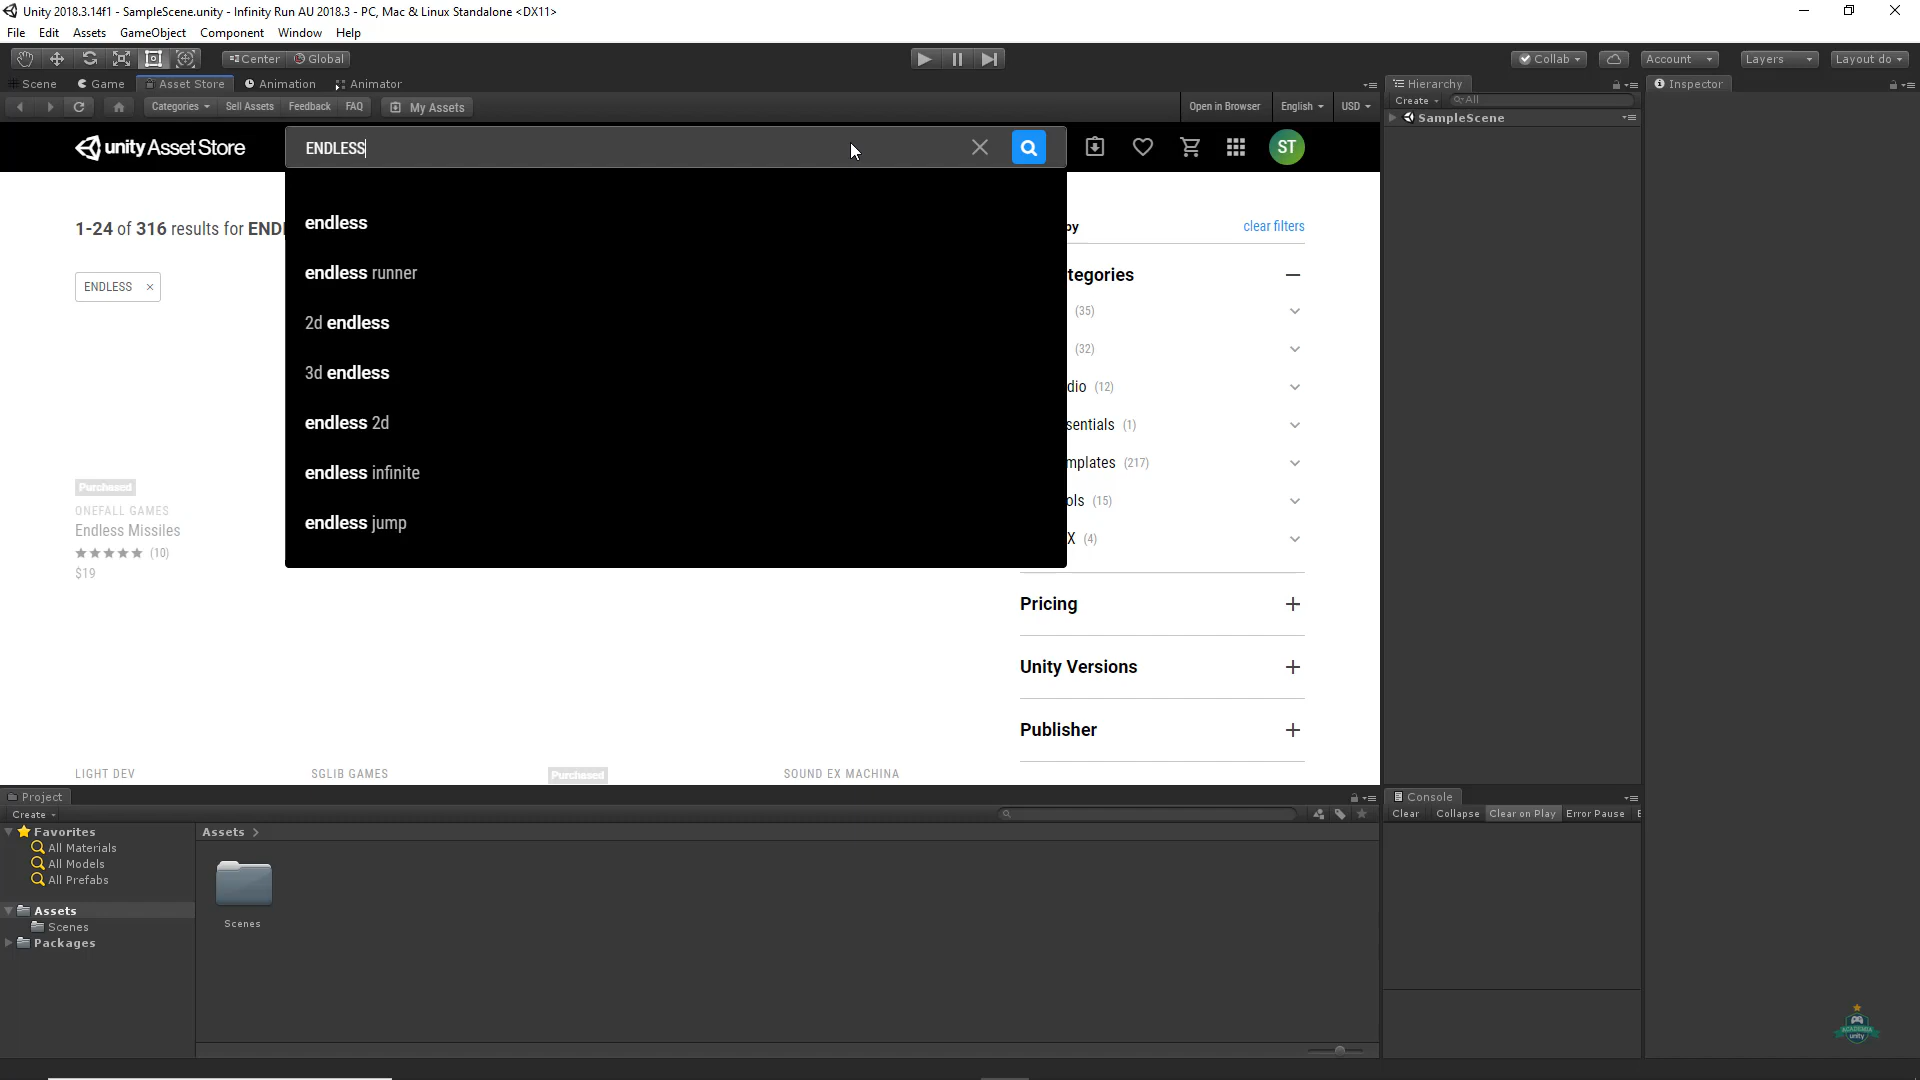 Unity 2018.3.14f1 - SampleScene.unity - Infinity Run AU 2018.3 - PC, Mac & Linux Standalone <DX11>
File Edit Assets GameObject Component Window Help
Center Global Collab Account Layers Layout do
Scene Game Asset Store Animation Animator Hierarchy Inspector
Categories Sell Assets Feedback FAQ My Assets Open in Browser English USD Create All
SampleScene
unity Asset Store ENDLESS ST
endless
1-24 of 316 results for END clear filters
endless runner
ENDLESS ×
2d endless
3d endless
endless 2d
endless infinite
endless jump
by
tegories
(35)
(32)
dio (12)
sentials (1)
mplates (217)
ols (15)
X (4)
Purchased
ONEFALL GAMES
Endless Missiles
(10)
$19
Pricing
Unity Versions
Publisher
LIGHT DEV SGLIB GAMES Purchased SOUND EX MACHINA
Project Console
Create Clear Collapse Clear on Play Error Pause E
Favorites Assets
All Materials
All Models
All Prefabs
Assets
Scenes
Packages
Scenes
ACADEMIA
unity